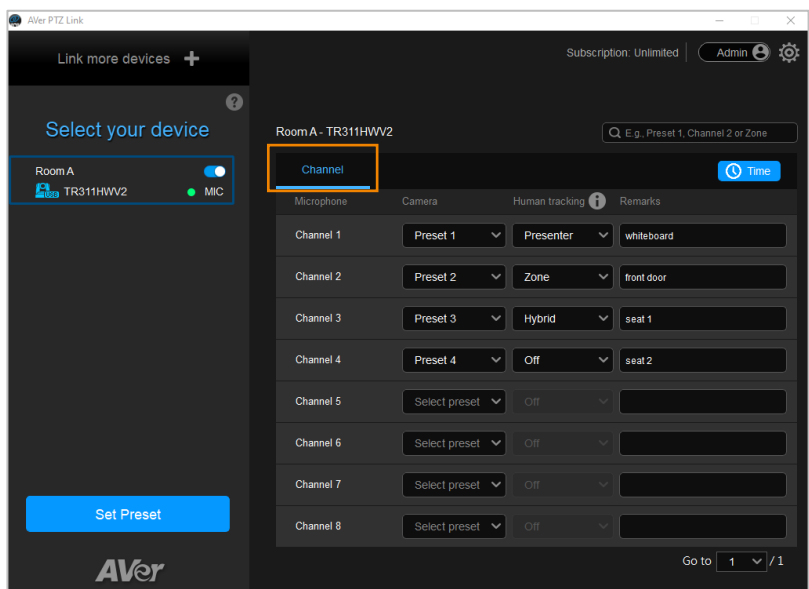 AVer PTZ Link
Link more devices +
Subscription: Unlimited | Admin
?
Select your device
Room A
USB TR311HWV2 MIC
Set Preset
AVer
Room A - TR311HWV2
E.g., Preset 1, Channel 2 or Zone
Channel
Time
Microphone Camera Human tracking i Remarks
Channel 1 Preset 1 Presenter whiteboard
Channel 2 Preset 2 Zone front door
Channel 3 Preset 3 Hybrid seat 1
Channel 4 Preset 4 Off seat 2
Channel 5 Select preset Off
Channel 6 Select preset Off
Channel 7 Select preset Off
Channel 8 Select preset Off
Go to 1 / 1